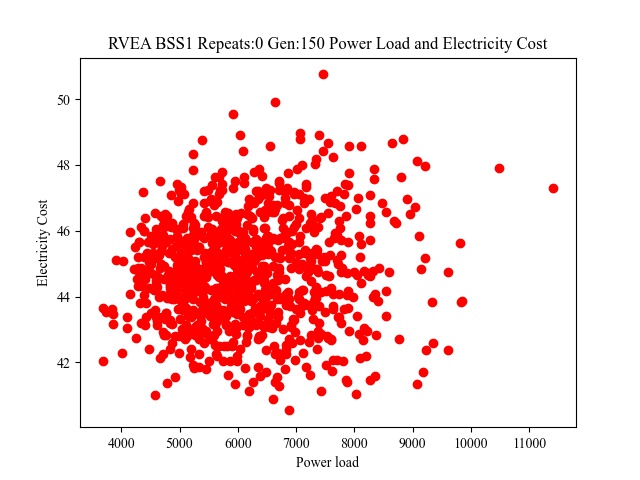 RVEA BSS1 Repeats:0 Gen:150 Power Load and Electricity Cost
Electricity Cost
50
48
46
44
42
4000 5000 6000 7000 8000 9000 10000 11000
Power load